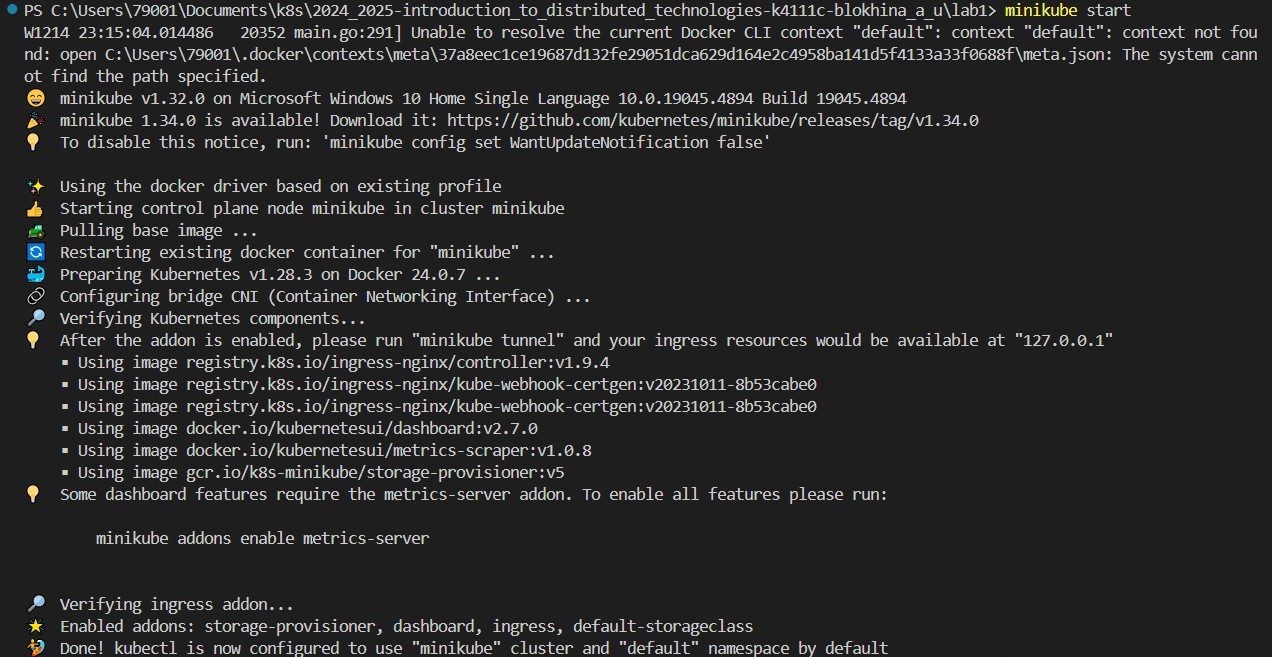 PS C:\Users\79001\Documents\k8s\2024_2025-introduction_to_distributed_technologies-k4111c-blokhina_a_u\lab1> minikube start
W1214 23:15:04.014486   20352 main.go:291] Unable to resolve the current Docker CLI context "default": context "default": context not fou
nd: open C:\Users\79001\.docker\contexts\meta\37a8eec1ce19687d132fe29051dca629d164e2c4958ba141d5f4133a33f0688f\meta.json: The system cann
ot find the path specified.
😄  minikube v1.32.0 on Microsoft Windows 10 Home Single Language 10.0.19045.4894 Build 19045.4894
🎉  minikube 1.34.0 is available! Download it: https://github.com/kubernetes/minikube/releases/tag/v1.34.0
💡  To disable this notice, run: 'minikube config set WantUpdateNotification false'
✨  Using the docker driver based on existing profile
👍  Starting control plane node minikube in cluster minikube
🚜  Pulling base image ...
🔄  Restarting existing docker container for "minikube" ...
🐳  Preparing Kubernetes v1.28.3 on Docker 24.0.7 ...
🔗  Configuring bridge CNI (Container Networking Interface) ...
🔎  Verifying Kubernetes components...
💡  After the addon is enabled, please run "minikube tunnel" and your ingress resources would be available at "127.0.0.1"
▪ Using image registry.k8s.io/ingress-nginx/controller:v1.9.4
▪ Using image registry.k8s.io/ingress-nginx/kube-webhook-certgen:v20231011-8b53cabe0
▪ Using image registry.k8s.io/ingress-nginx/kube-webhook-certgen:v20231011-8b53cabe0
▪ Using image docker.io/kubernetesui/dashboard:v2.7.0
▪ Using image docker.io/kubernetesui/metrics-scraper:v1.0.8
▪ Using image gcr.io/k8s-minikube/storage-provisioner:v5
💡  Some dashboard features require the metrics-server addon. To enable all features please run:
minikube addons enable metrics-server
🔎  Verifying ingress addon...
🌟  Enabled addons: storage-provisioner, dashboard, ingress, default-storageclass
🏄  Done! kubectl is now configured to use "minikube" cluster and "default" namespace by default